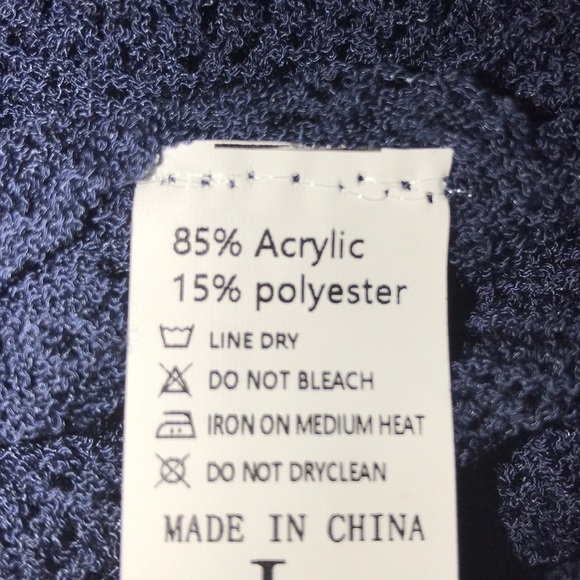 85% Acrylic
15% polyester
LINE DRY
DO NOT BLEACH
IRON ON MEDIUM HEAT
DO NOT DRYCLEAN
MADE IN CHINA